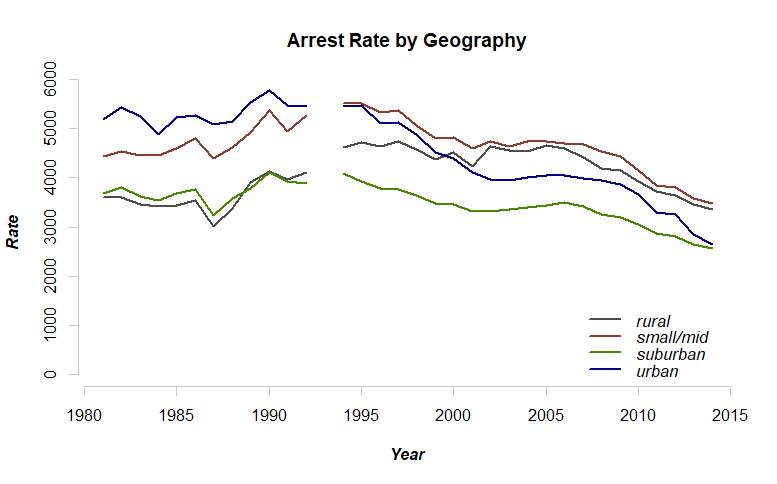 Arrest Rate by Geography
Rate
6000
5000
4000
3000
2000
1000
0
rural
small/mid
suburban
urban
1980 1985 1990 1995 2000 2005 2010 2015
Year